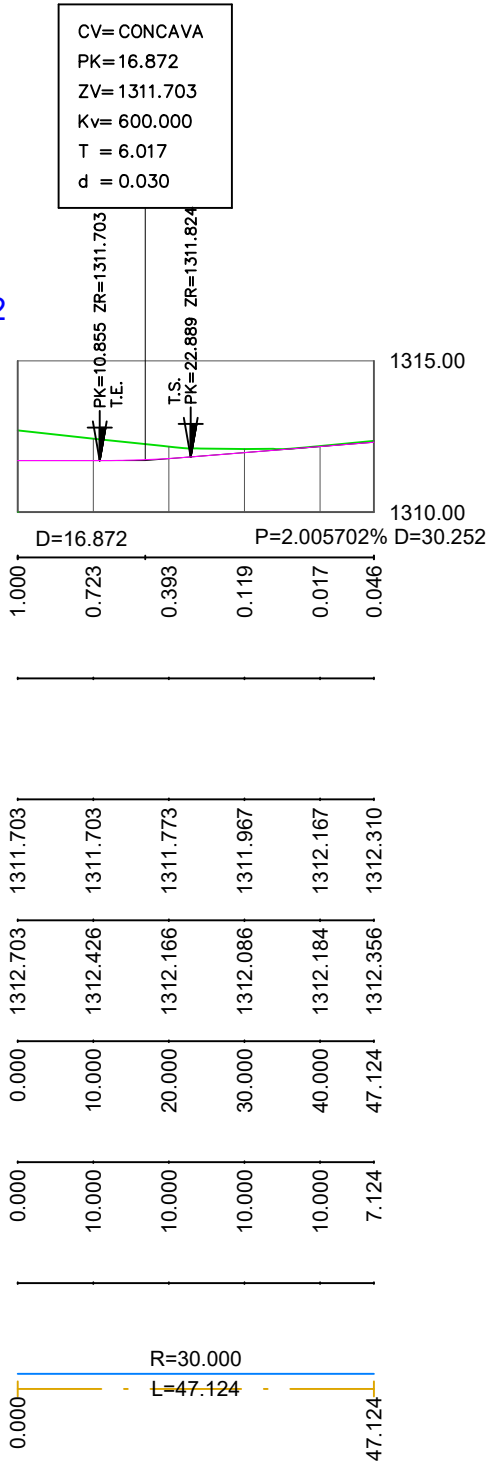 CV= CONCAVA
PK= 16.872
ZV= 1311.703
Kv= 600.000
T = 6.017
d = 0.030
PK=10.855 ZR=1311.703
T.E.
T.S.
PK=22.889 ZR=1311.824
2
1315.00
1310.00
D=16.872 P=2.005702% D=30.252
1.000 0.723 0.393 0.119 0.017 0.046
1311.703 1311.703 1311.773 1311.967 1312.167 1312.310
1312.703 1312.426 1312.166 1312.086 1312.184 1312.356
0.000 10.000 20.000 30.000 40.000 47.124
0.000 10.000 10.000 10.000 10.000 7.124
R=30.000
L=47.124
0.000 47.124